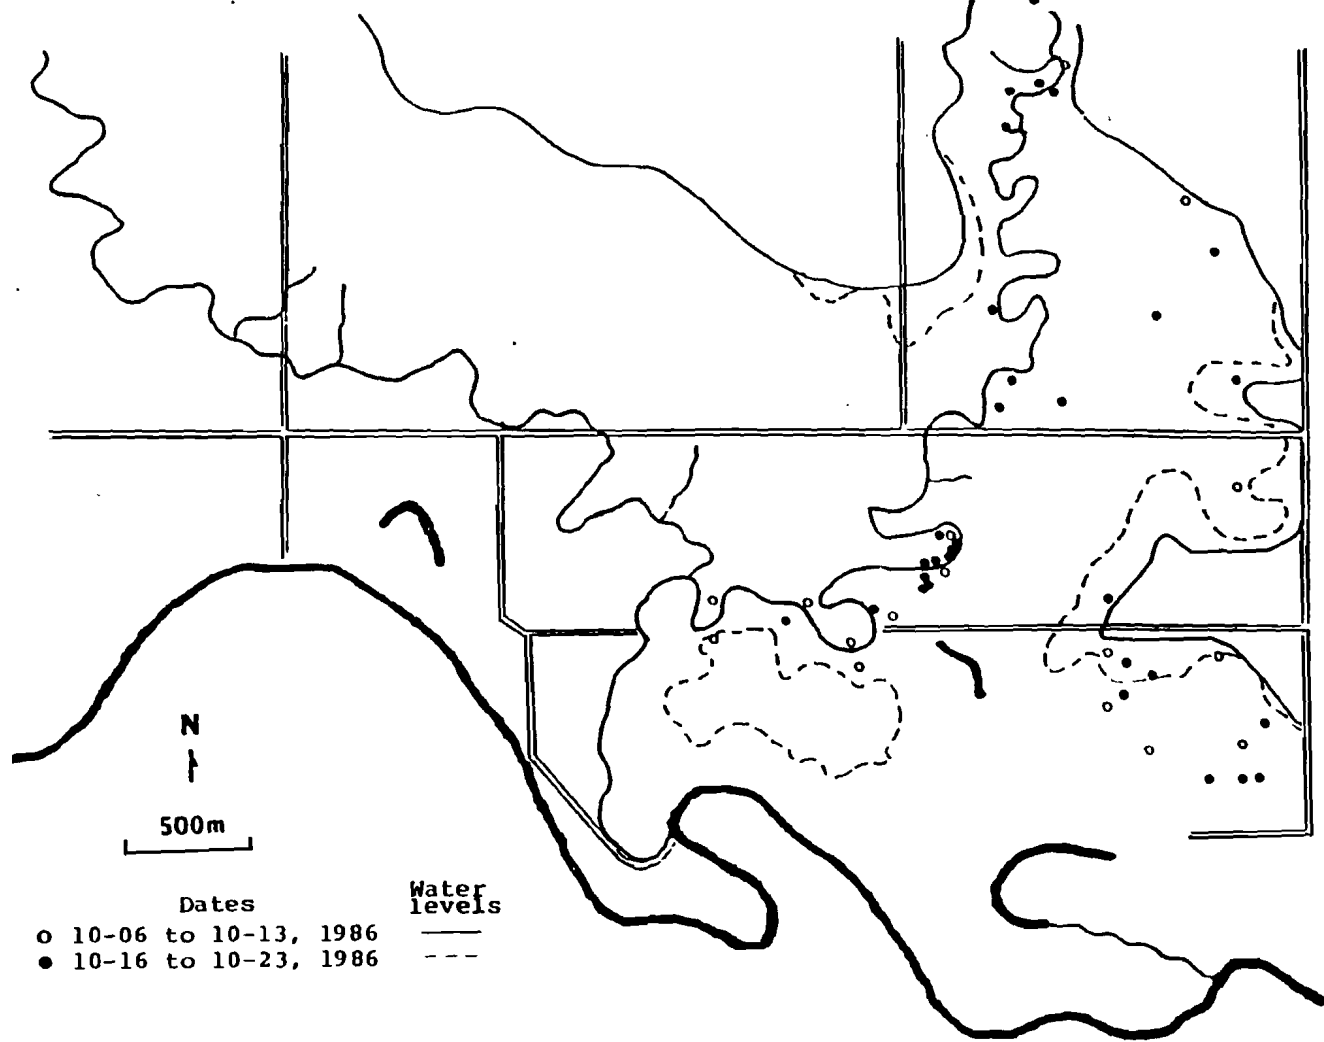 N
500m
Dates
Water
levels
o 10-06 to 10-13, 1986
● 10-16 to 10-23, 1986